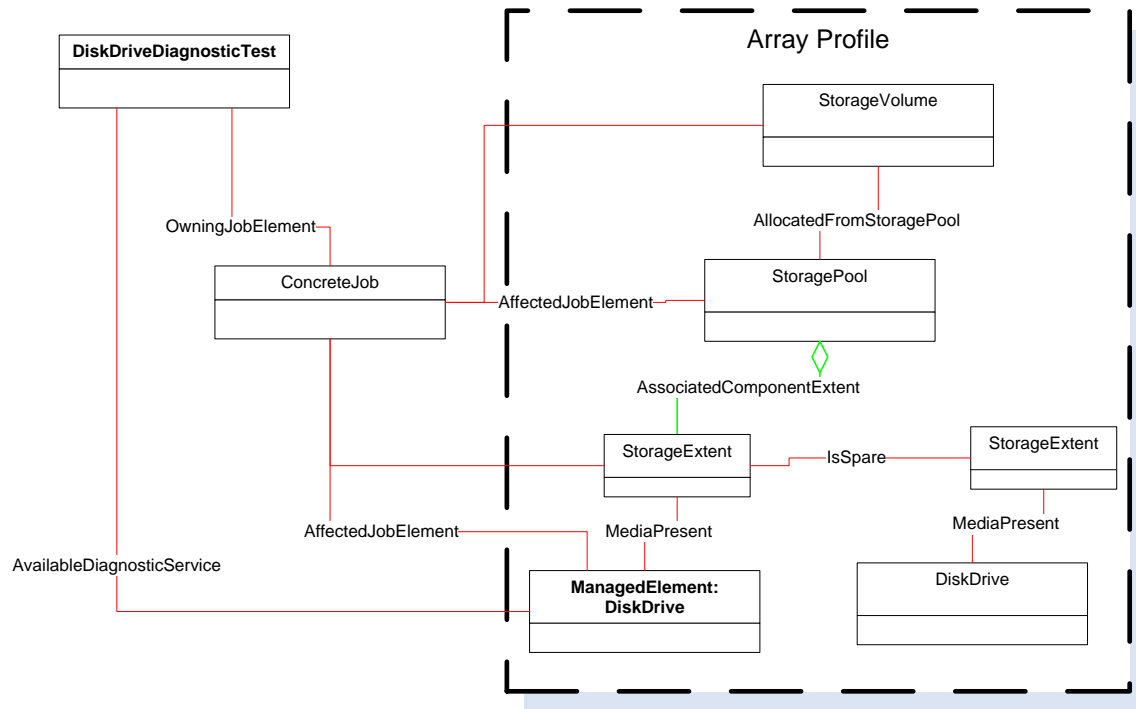 Array Profile
DiskDriveDiagnosticTest
StorageVolume
OwningJobElement
AllocatedFromStoragePool
ConcreteJob
StoragePool
AffectedJobElement
AssociatedComponentExtent
StorageExtent
IsSpare
StorageExtent
AffectedJobElement
MediaPresent
MediaPresent
AvailableDiagnosticService
ManagedElement:
DiskDrive
DiskDrive